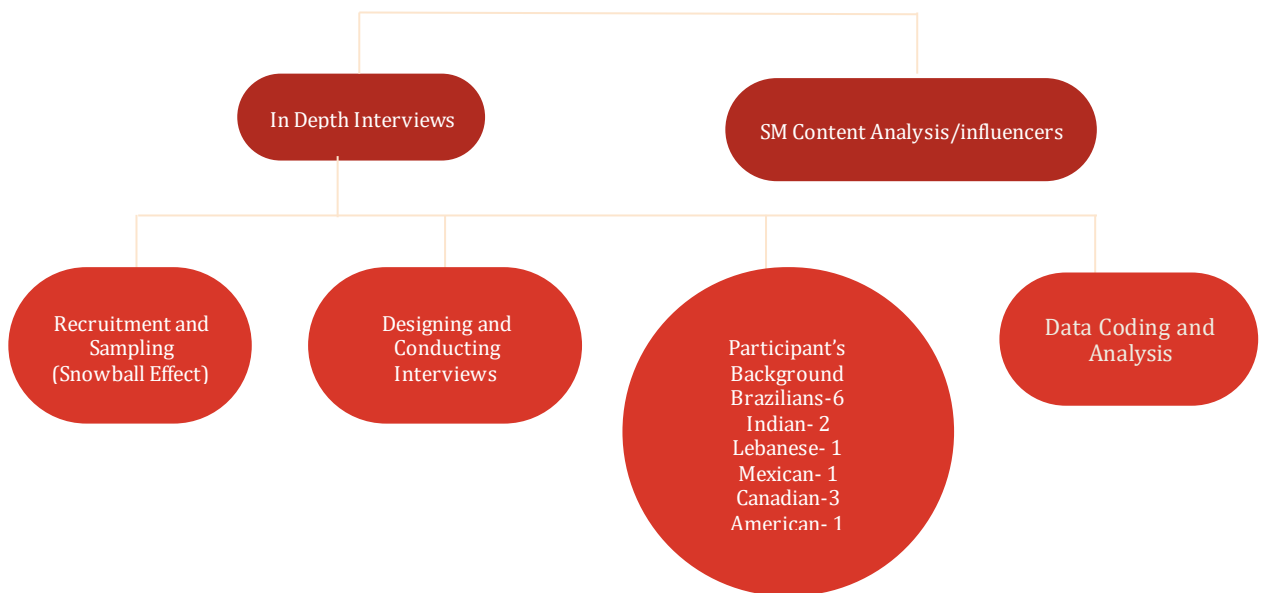 In Depth Interviews
SM Content Analysis/influencers
Recruitment and
Sampling
(Snowball Effect)
Designing and
Conducting
Interviews
Participant's
Background
Brazilians-6
Indian- 2
Lebanese- 1
Mexican- 1
Canadian-3
American- 1
Data Coding and
Analysis